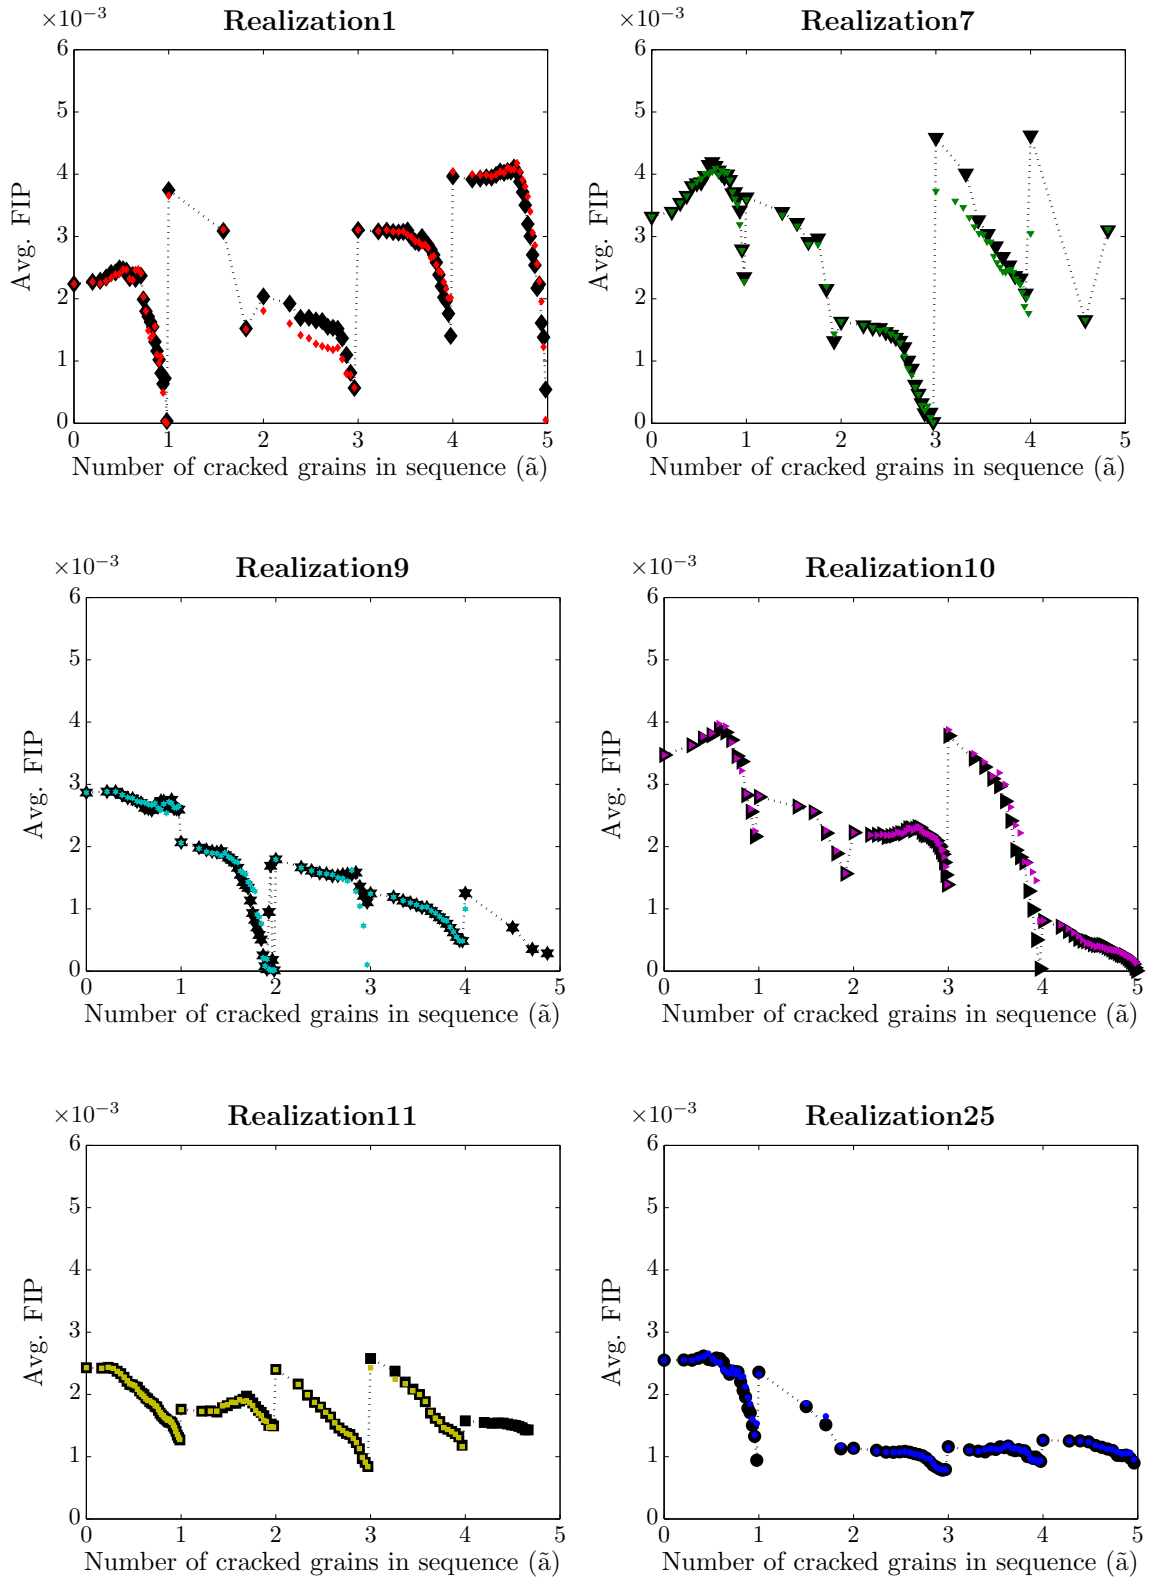 ×10−3 Realization1
6
5
4
3
2
1
0
Avg. FIP
0 1 2 3 4 5
Number of cracked grains in sequence (ã)
×10−3 Realization7
6
5
4
3
2
1
0
Avg. FIP
0 1 2 3 4 5
Number of cracked grains in sequence (ã)
×10−3 Realization9
6
5
4
3
2
1
0
Avg. FIP
0 1 2 3 4 5
Number of cracked grains in sequence (ã)
×10−3 Realization10
6
5
4
3
2
1
0
Avg. FIP
0 1 2 3 4 5
Number of cracked grains in sequence (ã)
×10−3 Realization11
6
5
4
3
2
1
0
Avg. FIP
0 1 2 3 4 5
Number of cracked grains in sequence (ã)
×10−3 Realization25
6
5
4
3
2
1
0
Avg. FIP
0 1 2 3 4 5
Number of cracked grains in sequence (ã)